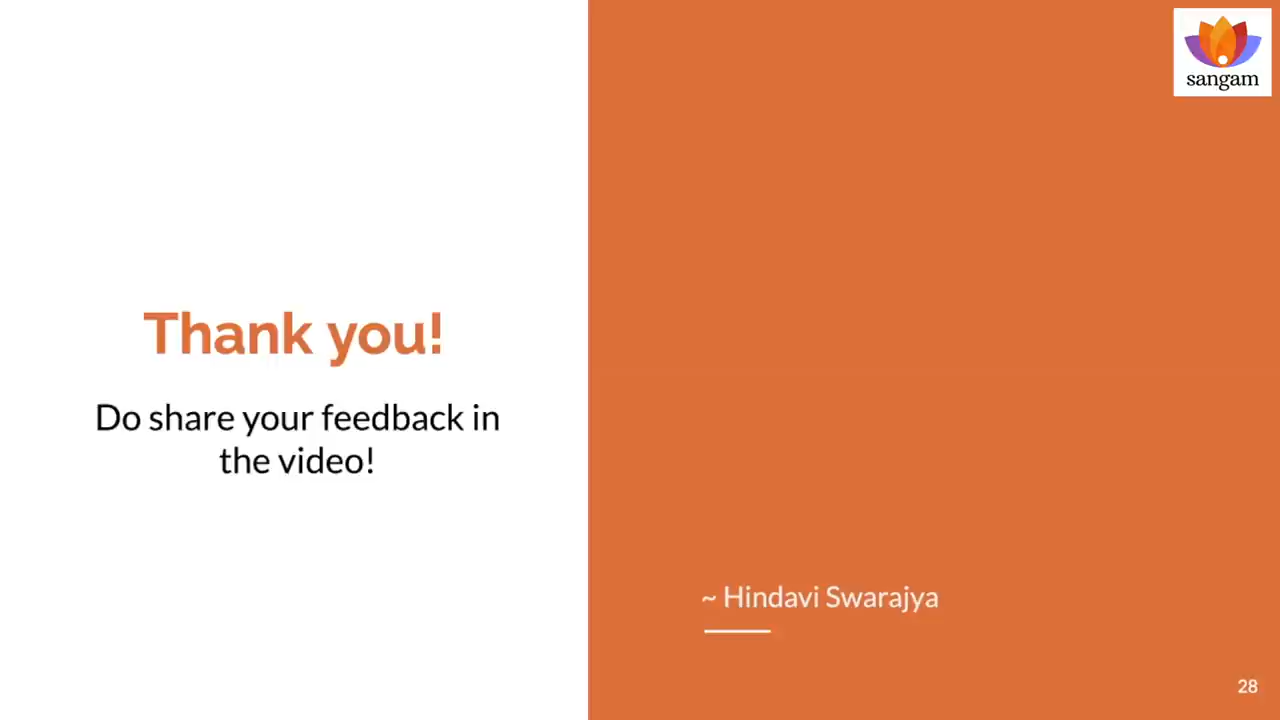 sangam
Thank you!
Do share your feedback in
the video!
~ Hindavi Swarajya
28